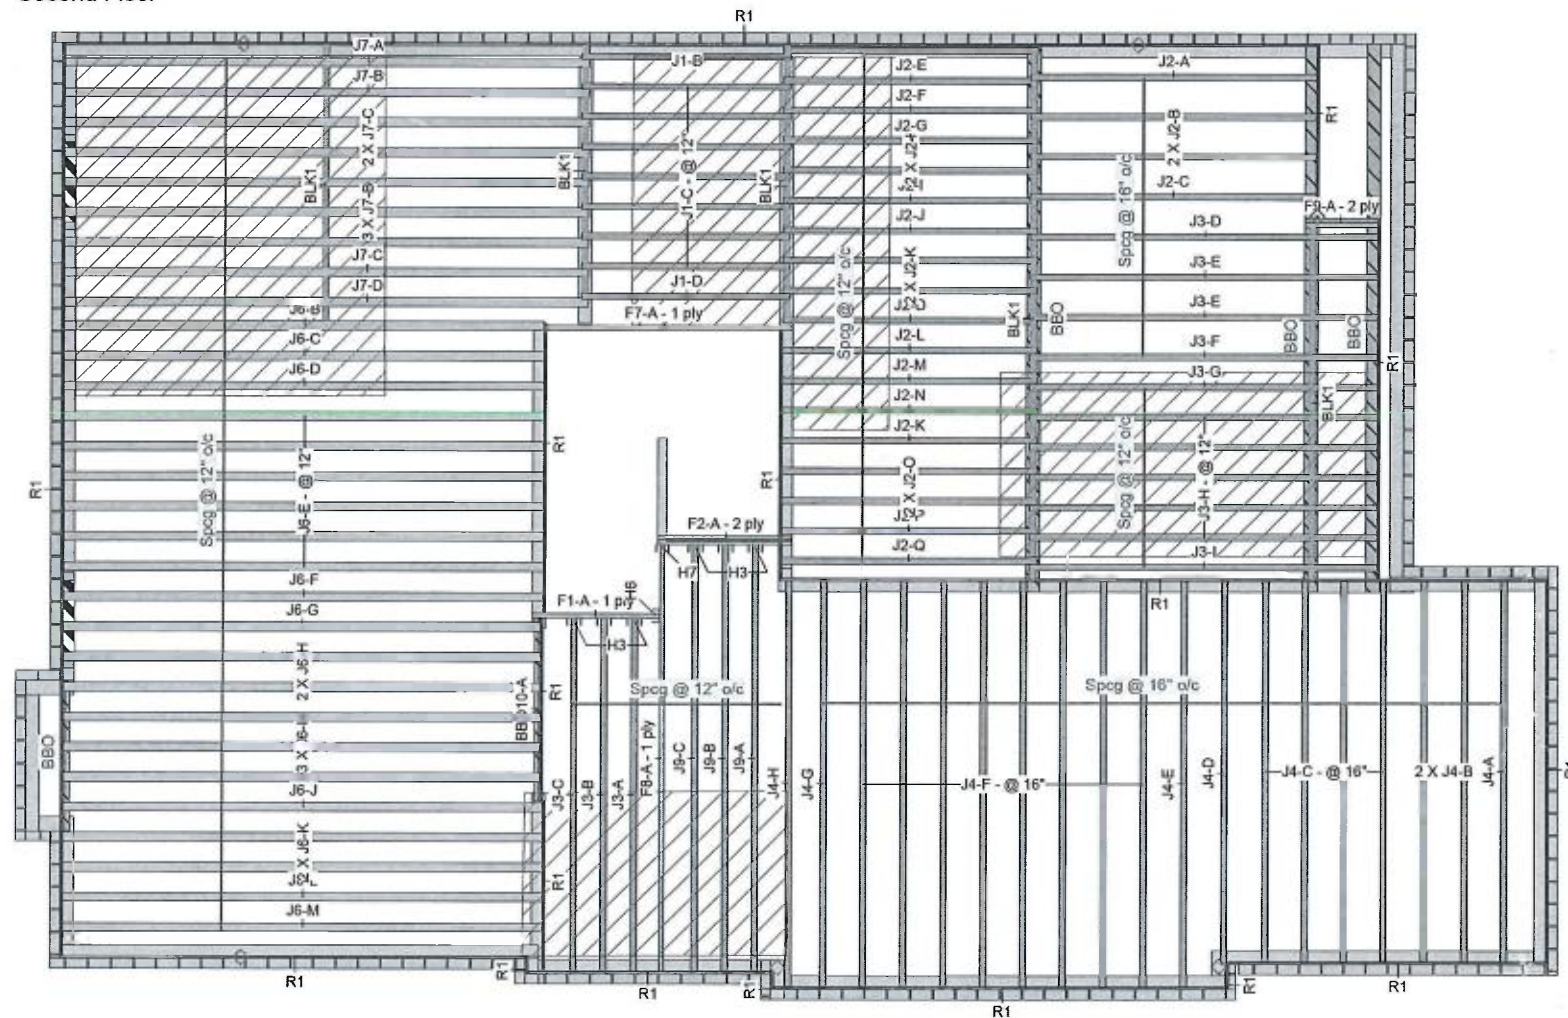 R1
J7-A
J7-B
2 X J7-C
BLK1
3 X J7-B
J7-C
J7-D
J6-B
J6-C
J6-D
BLK1
J1-B
J1-C - @ 12"
BLK1
J1-D
F7-A - 1 ply
J2-E
J2-F
J2-G
J2-I
J2-J
Spcg @ 12" o/c
J2-L
J2-M
J2-N
J2-K
2 X J2-O
J2-P
J2-Q
BLK1
BBO
J2-A
2 X J2-B
Spcg @ 16" o/c
J2-C
J3-D
J3-E
J3-E
J3-F
J3-G
Spcg @ 12" o/c
J3-H - @ 12"
J3-I
R1
F9-A - 2 ply
BBO
BBO
BLK1
R1
R1
Spcg @ 12" o/c
J6-E - @ 12"
R1
R1
J6-F
J6-G
2 X J6-H
J6-J
2 X J6-K
J6-M
BBO
F2-A - 2 ply
H7
H3
F1-A - 1 ply
H6
H3
R1
R1
Spcg @ 12" o/c
J3-C
J3-B
J3-A
F8-A - 1 ply
J9-C
J9-B
J9-A
J4-H
J4-G
R1
Spcg @ 16" o/c
J4-F - @ 16"
J4-E
J4-D
J4-C - @ 16"
2 X J4-B
J4-A
R1
R1
R1
R1
R1
R1
R1